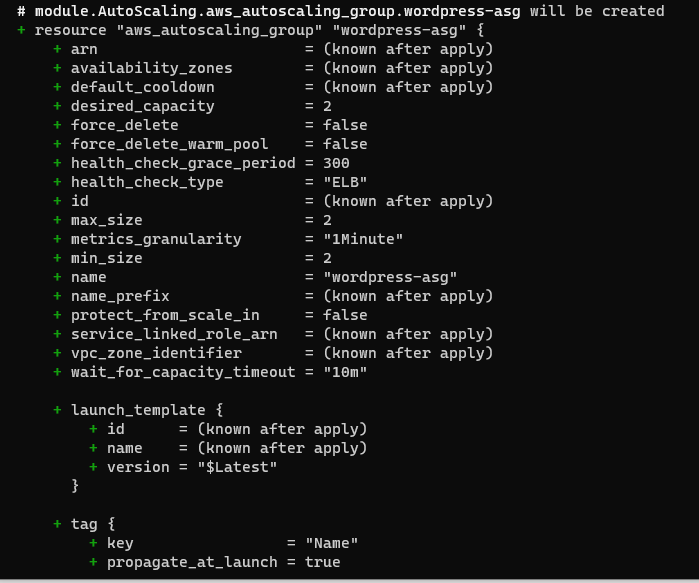 # module.AutoScaling.aws_autoscaling_group.wordpress-asg will be created
+ resource "aws_autoscaling_group" "wordpress-asg" {
+ arn = (known after apply)
+ availability_zones = (known after apply)
+ default_cooldown = (known after apply)
+ desired_capacity = 2
+ force_delete = false
+ force_delete_warm_pool = false
+ health_check_grace_period = 300
+ health_check_type = "ELB"
+ id = (known after apply)
+ max_size = 2
+ metrics_granularity = "1Minute"
+ min_size = 2
+ name = "wordpress-asg"
+ name_prefix = (known after apply)
+ protect_from_scale_in = false
+ service_linked_role_arn = (known after apply)
+ vpc_zone_identifier = (known after apply)
+ wait_for_capacity_timeout = "10m"
+ launch_template {
+ id = (known after apply)
+ name = (known after apply)
+ version = "$Latest"
}
+ tag {
+ key = "Name"
+ propagate_at_launch = true